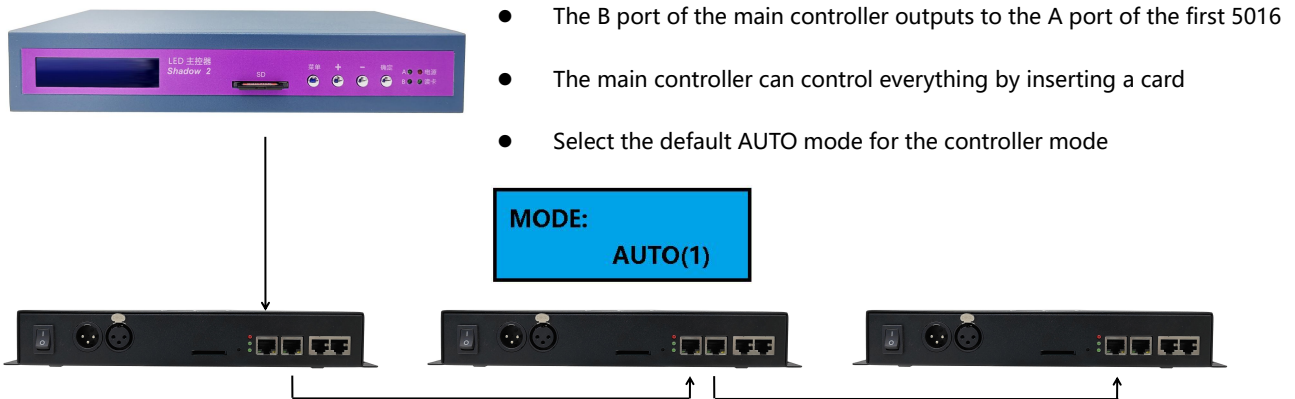 The B port of the main controller outputs to the A port of the first 5016
LED 主控器
Shadow 2
SD
菜单 + - 确定
A 电源
B 读卡
The main controller can control everything by inserting a card
Select the default AUTO mode for the controller mode
MODE:
AUTO(1)